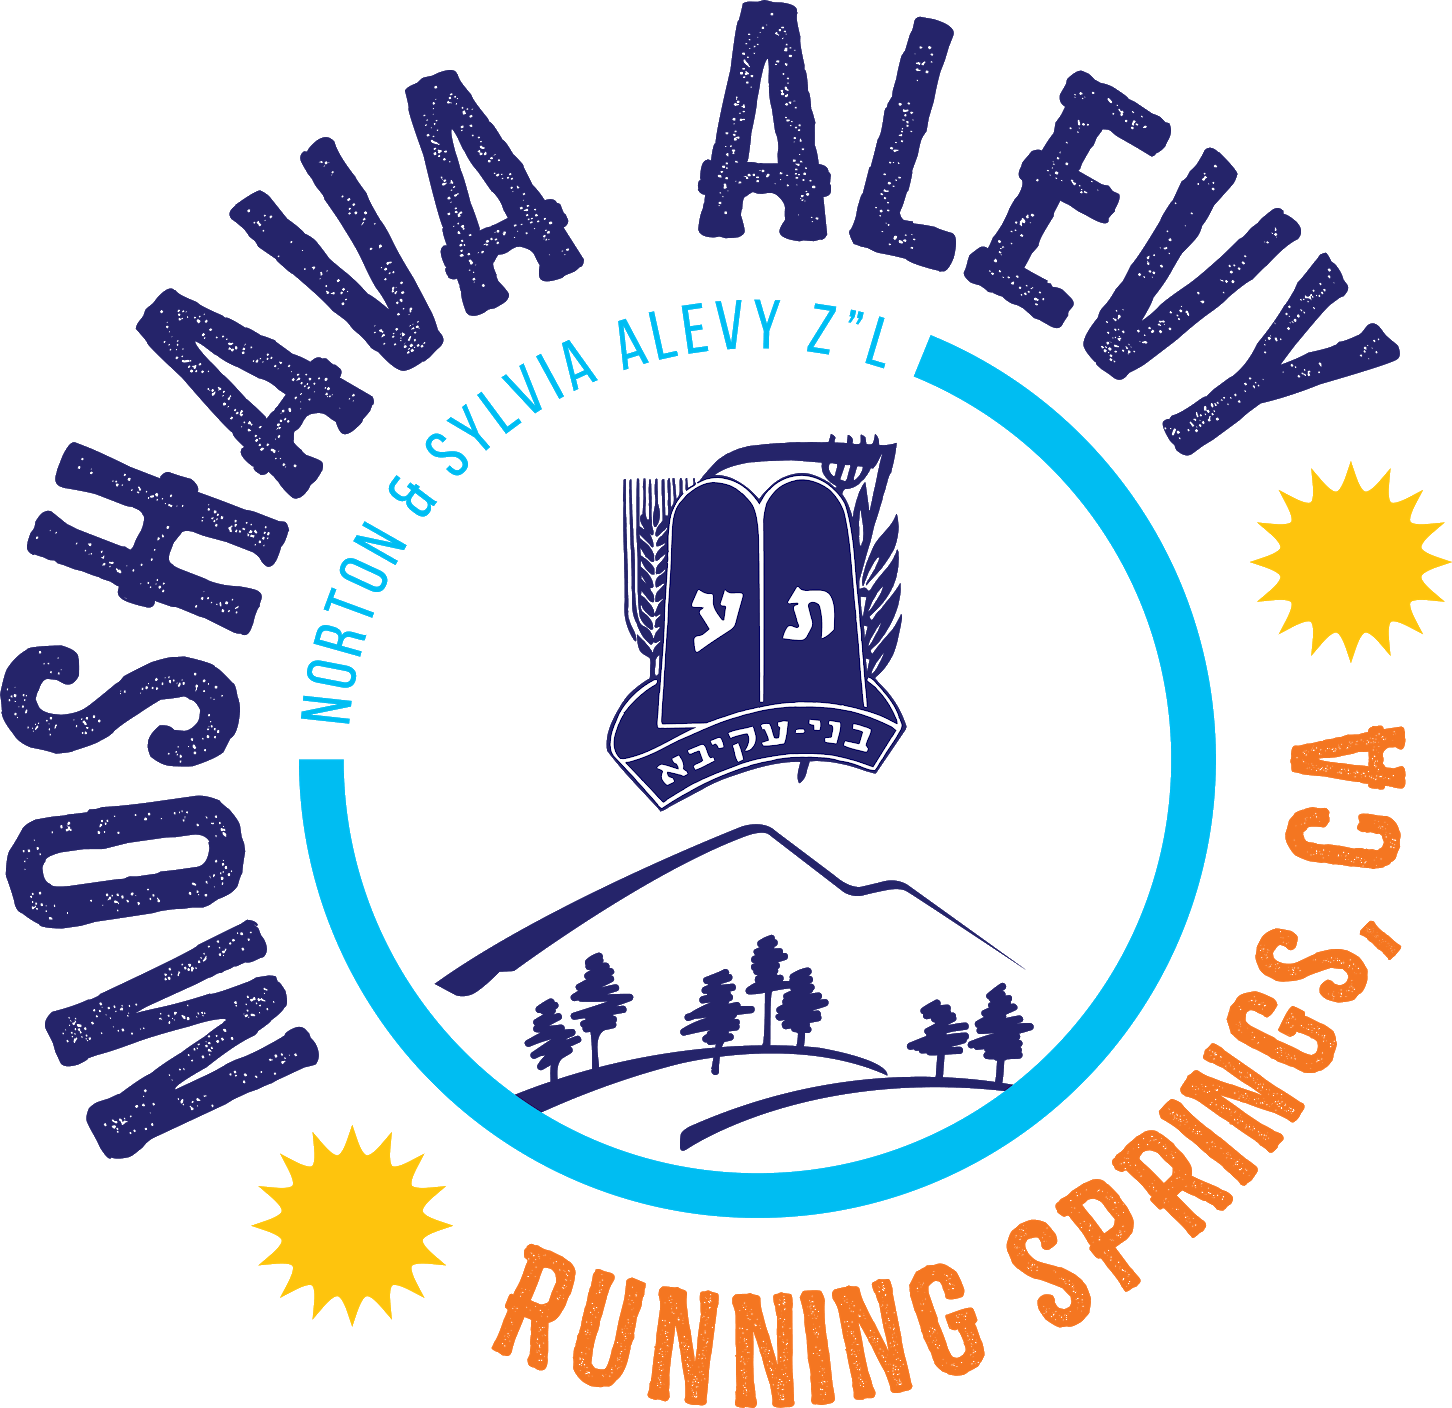 MOSHAVA ALEVY
NORTON & SYLVIA ALEVY Z"L
ת ע
בני-עקיבא
RUNNING SPRINGS, CA